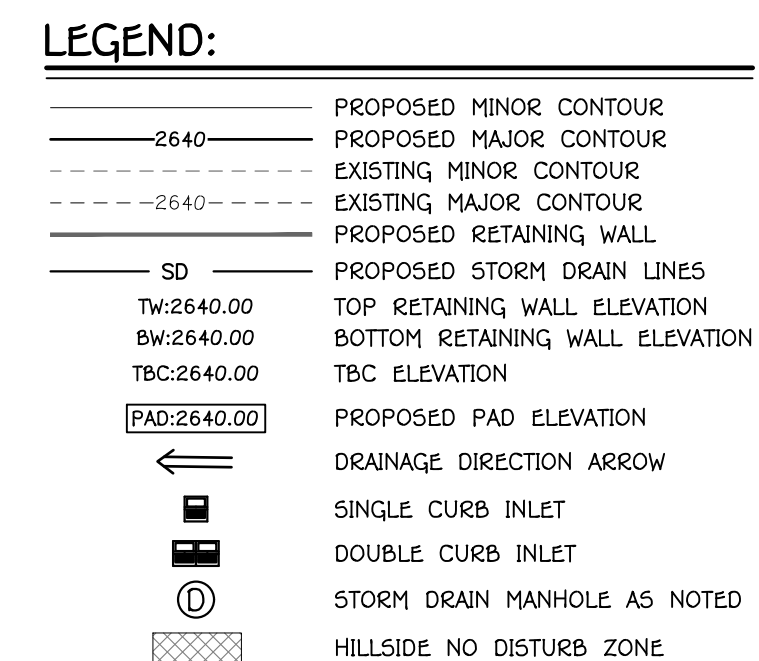 LEGEND:
PROPOSED MINOR CONTOUR
2640 PROPOSED MAJOR CONTOUR
EXISTING MINOR CONTOUR
2640 EXISTING MAJOR CONTOUR
PROPOSED RETAINING WALL
SD PROPOSED STORM DRAIN LINES
TW:2640.00 TOP RETAINING WALL ELEVATION
BW:2640.00 BOTTOM RETAINING WALL ELEVATION
TBC:2640.00 TBC ELEVATION
PAD:2640.00 PROPOSED PAD ELEVATION
DRAINAGE DIRECTION ARROW
SINGLE CURB INLET
DOUBLE CURB INLET
D STORM DRAIN MANHOLE AS NOTED
HILLSIDE NO DISTURB ZONE